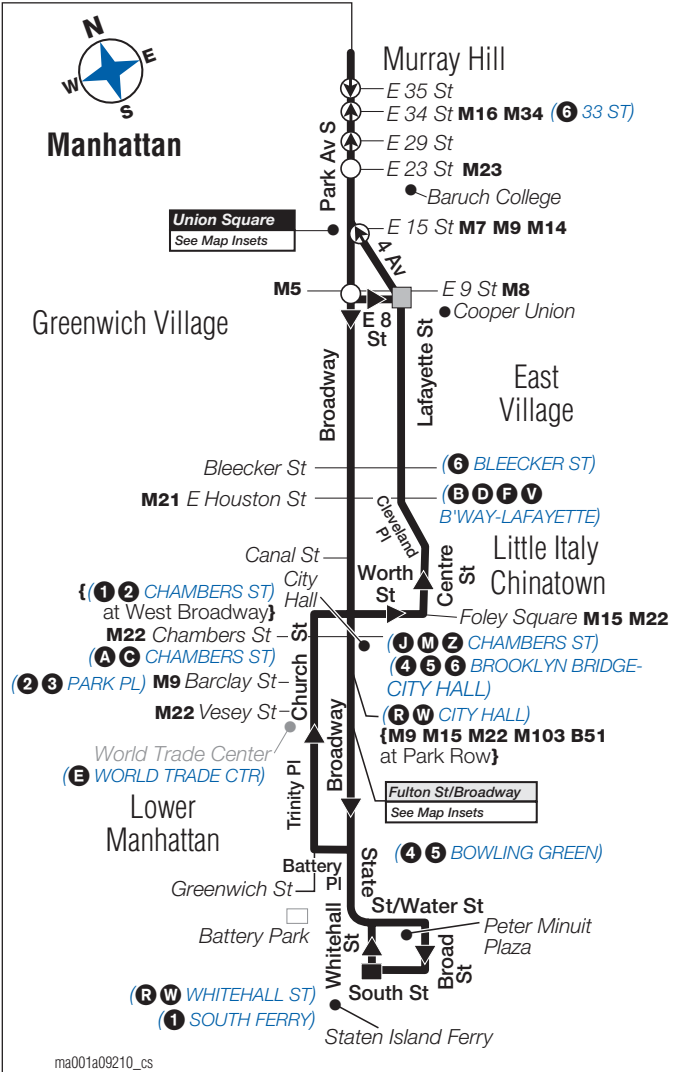 N
E
W
S
Manhattan
Murray Hill
E 35 St
E 34 St M16 M34 (6 33 ST)
E 29 St
E 23 St M23
Baruch College
Park Av S
Union Square
See Map Insets
E 15 St M7 M9 M14
4 Av
M5
E 9 St M8
E 8
St
Cooper Union
Greenwich Village
Broadway
Lafayette St
East
Village
Bleecker St
(6 BLEECKER ST)
M21 E Houston St
(B D F V
B'WAY-LAFAYETTE)
Cleveland
Pl
Canal St
Little Italy
Chinatown
Centre
St
Worth
St
City
Hall
{(1 2 CHAMBERS ST)
at West Broadway}
Foley Square M15 M22
M22 Chambers St
(J M Z CHAMBERS ST)
(A C CHAMBERS ST)
(4 5 6 BROOKLYN BRIDGE-
CITY HALL)
(2 3 PARK PL) M9 Barclay St
Church St
M22 Vesey St
(R W CITY HALL)
{M9 M15 M22 M103 B51
at Park Row}
World Trade Center
(E WORLD TRADE CTR)
Trinity Pl
Broadway
Fulton St/Broadway
See Map Insets
Lower
Manhattan
(4 5 BOWLING GREEN)
Battery
Pl
State
St/Water St
Greenwich St
Battery Park
Whitehall
St
Peter Minuit
Plaza
Broad
St
South St
(R W WHITEHALL ST)
(1 SOUTH FERRY)
Staten Island Ferry
ma001a09210_cs